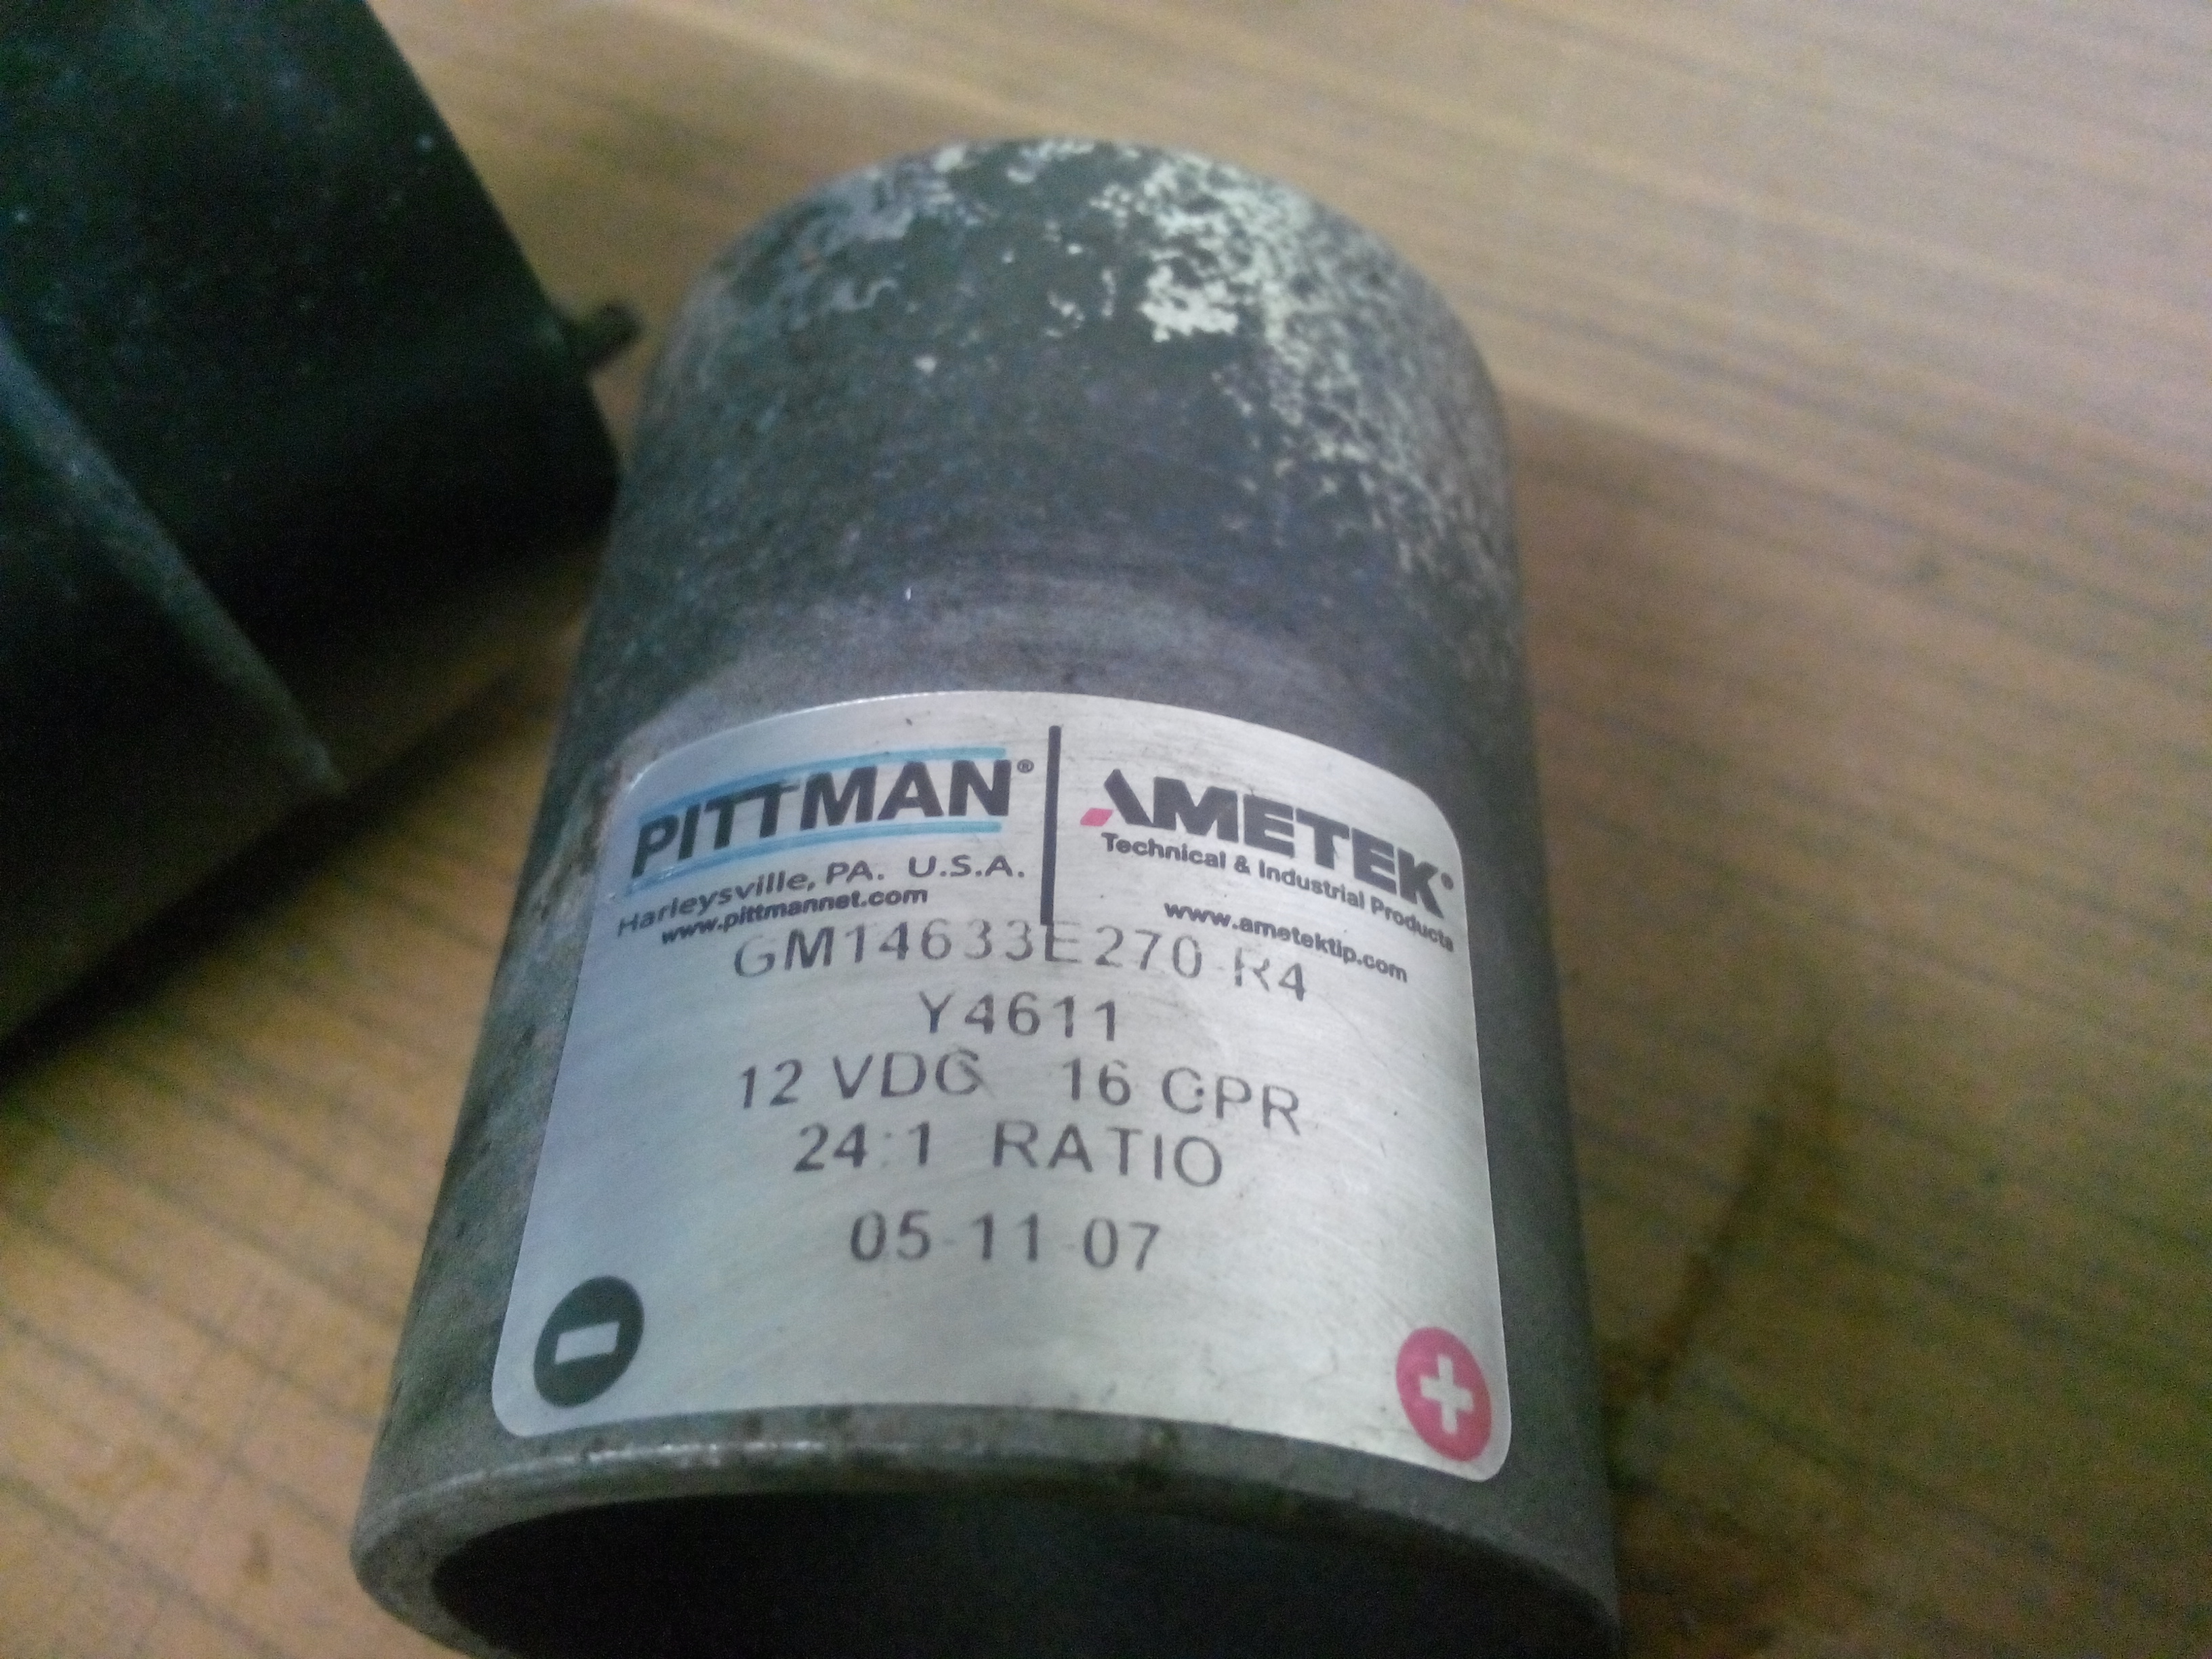 PITTMAN®
Harleysville, PA. U.S.A.
www.pittmannet.com
AMETEK®
Technical & Industrial Products
www.ametektip.com
GM14633E270-R4
Y4611
12 VDC 16 CPR
24:1 RATIO
05-11-07